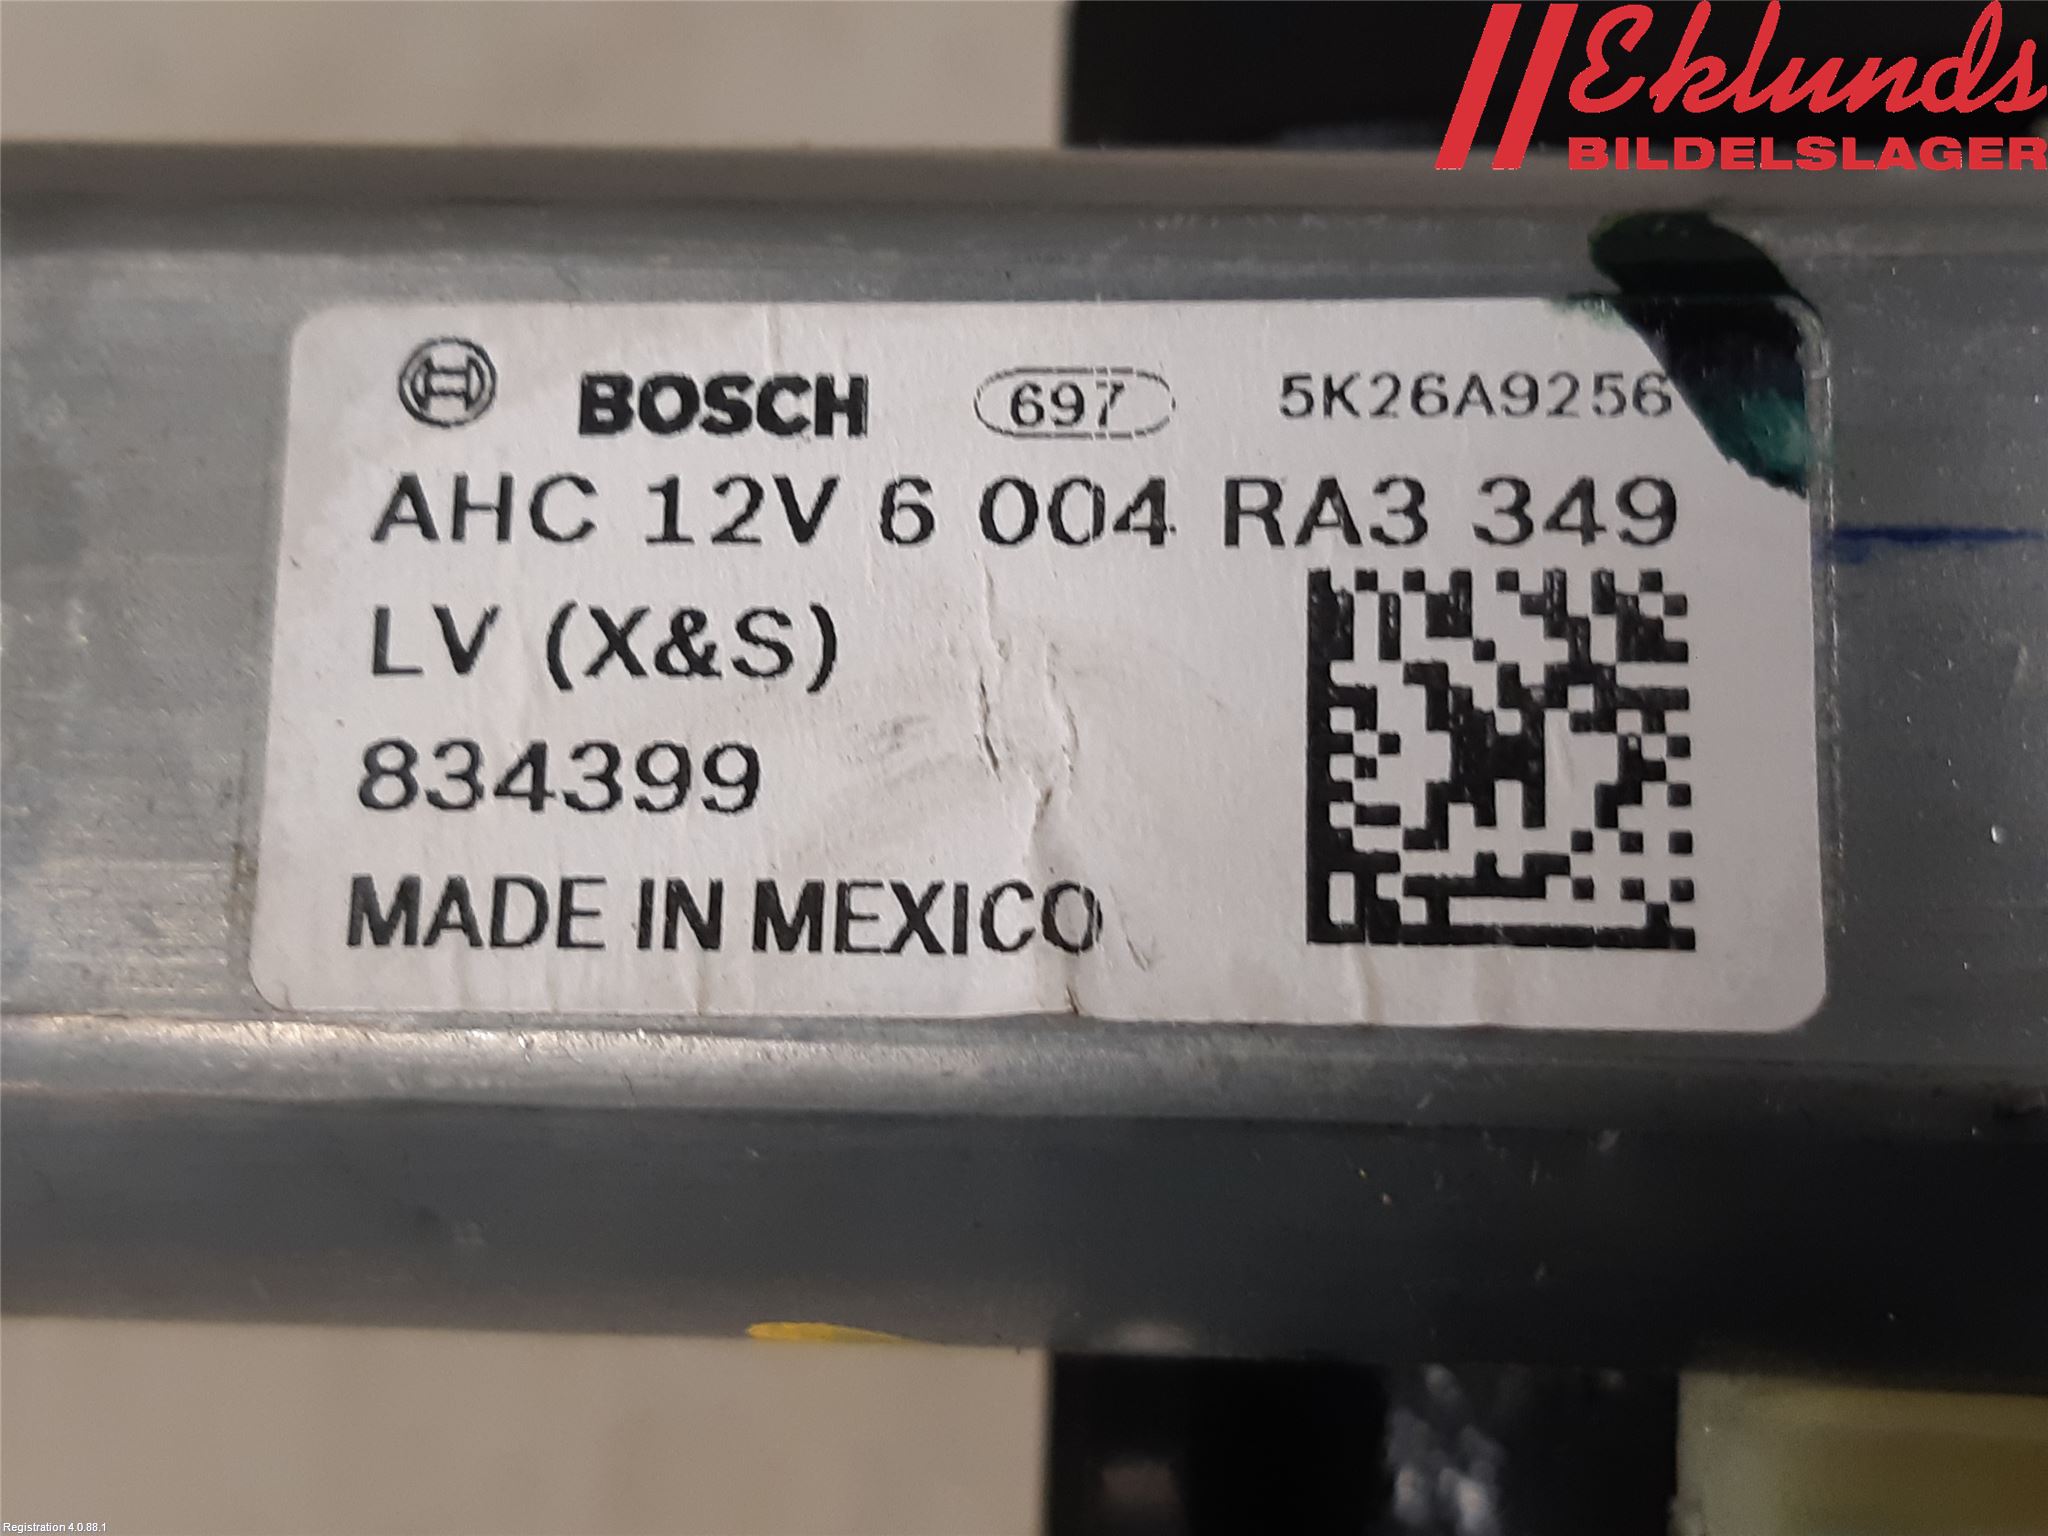 Eklunds
BILDELSLAGER
BOSCH 697 5K26A9256
AHC 12V 6 004 RA3 349
LV (X&S)
834399
MADE IN MEXICO
Registration 4.0.88.1